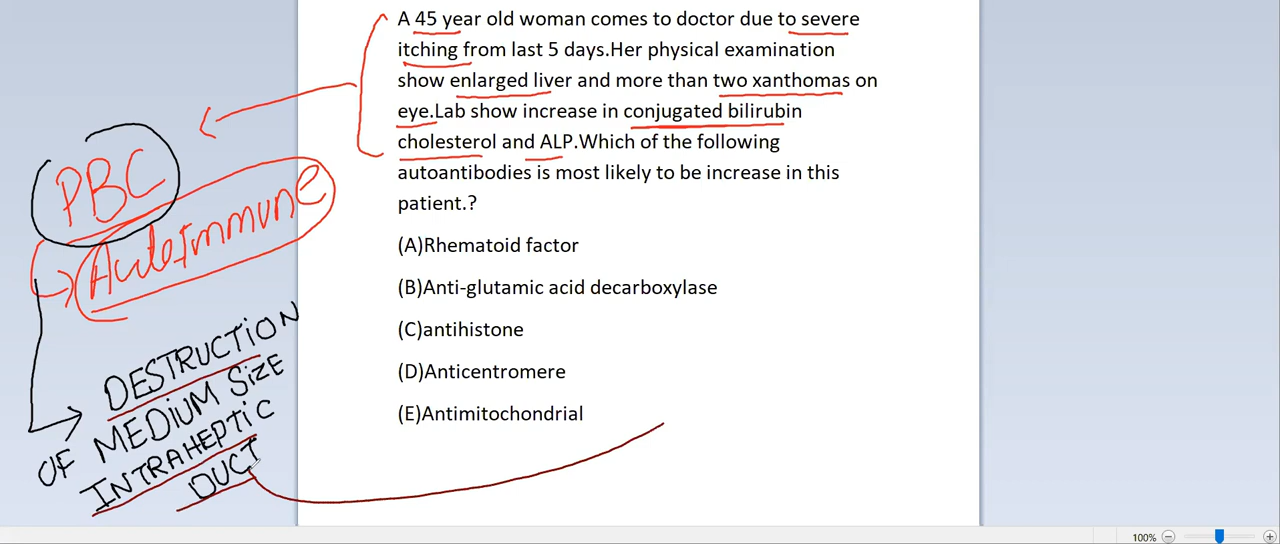 A 45 year old woman comes to doctor due to severe
itching from last 5 days.Her physical examination
show enlarged liver and more than two xanthomas on
eye.Lab show increase in conjugated bilirubin
cholesterol and ALP.Which of the following
autoantibodies is most likely to be increase in this
patient.?
(A)Rhematoid factor
(B)Anti-glutamic acid decarboxylase
(C)antihistone
(D)Anticentromere
(E)Antimitochondrial
PBC
AutoImmune
DESTRUCTION
OF MEDIUM SIZE
INTRAHEPTIC
DUCT
100%